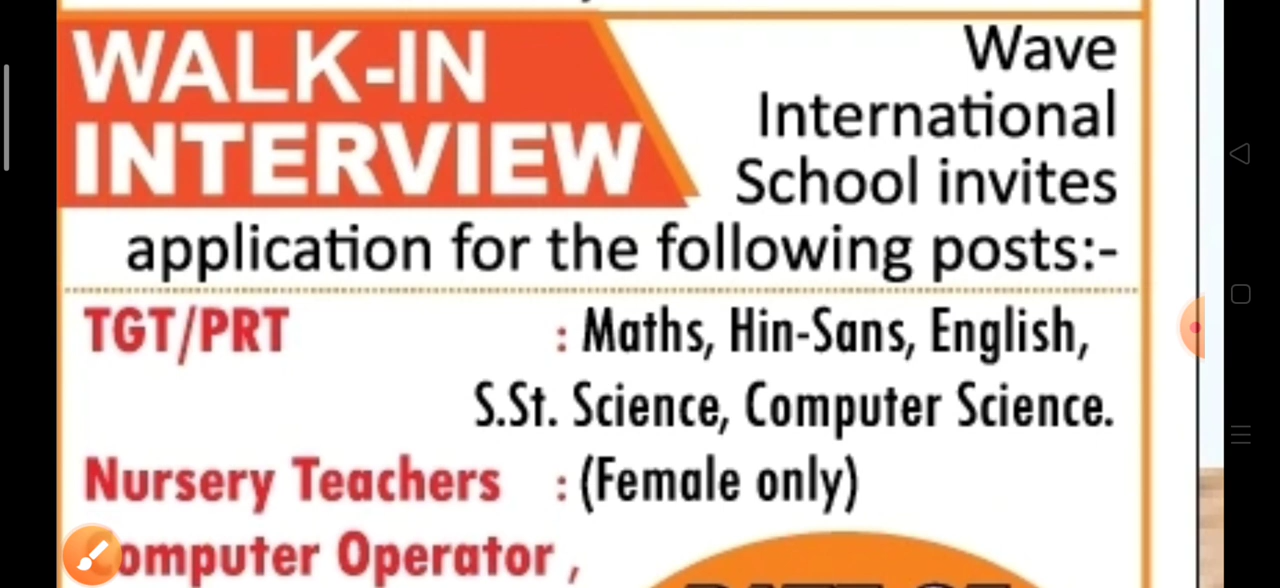 WALK-IN
INTERVIEW
Wave
International
School invites
application for the following posts:-
TGT/PRT : Maths, Hin-Sans, English,
S.St. Science, Computer Science.
Nursery Teachers : (Female only)
omputer Operator ,